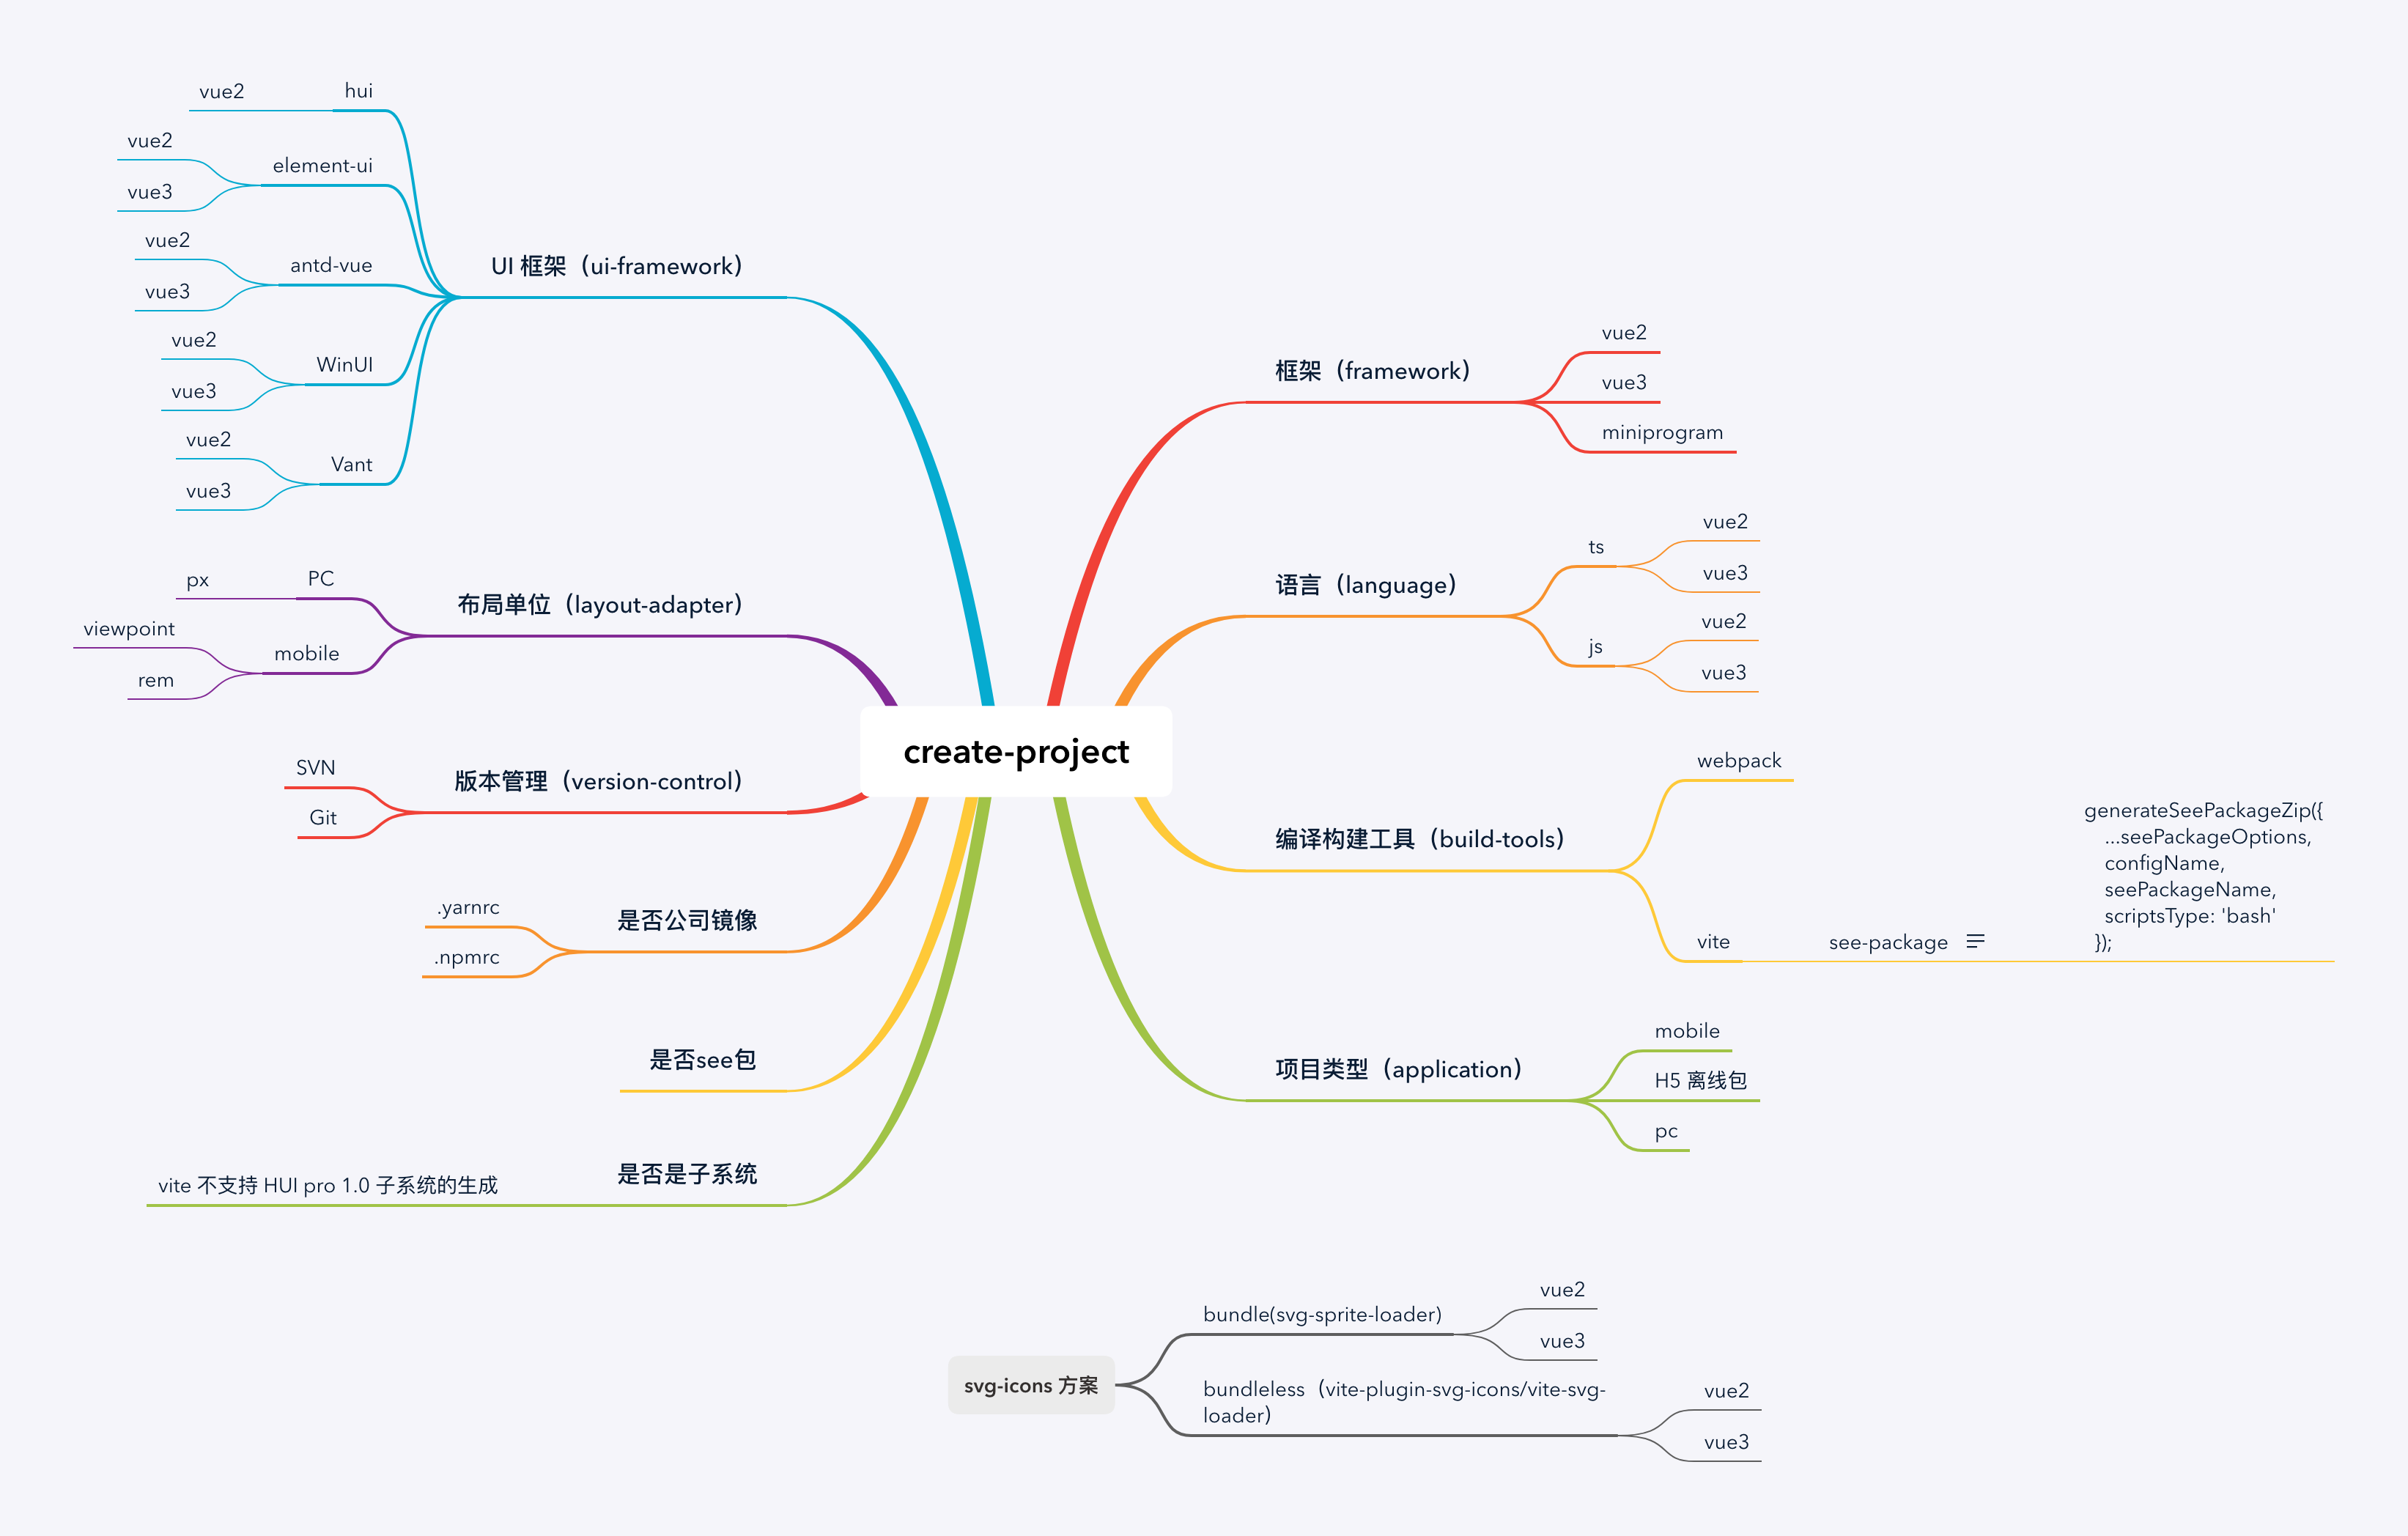 create-project
框架（framework）
vue2
vue3
miniprogram
语言（language）
ts
vue2
vue3
js
vue2
vue3
编译构建工具（build-tools）
webpack
vite
see-package
generateSeePackageZip({
...seePackageOptions,
configName,
seePackageName,
scriptsType: 'bash'
});
项目类型（application）
mobile
H5 离线包
pc
UI 框架（ui-framework）
hui
vue2
element-ui
vue2
vue3
antd-vue
vue2
vue3
WinUI
vue2
vue3
Vant
vue2
vue3
布局单位（layout-adapter）
PC
px
mobile
viewpoint
rem
版本管理（version-control）
SVN
Git
是否公司镜像
.yarnrc
.npmrc
是否see包
是否是子系统
vite 不支持 HUI pro 1.0 子系统的生成
svg-icons 方案
bundle(svg-sprite-loader)
vue2
vue3
bundleless（vite-plugin-svg-icons/vite-svg-
loader）
vue2
vue3